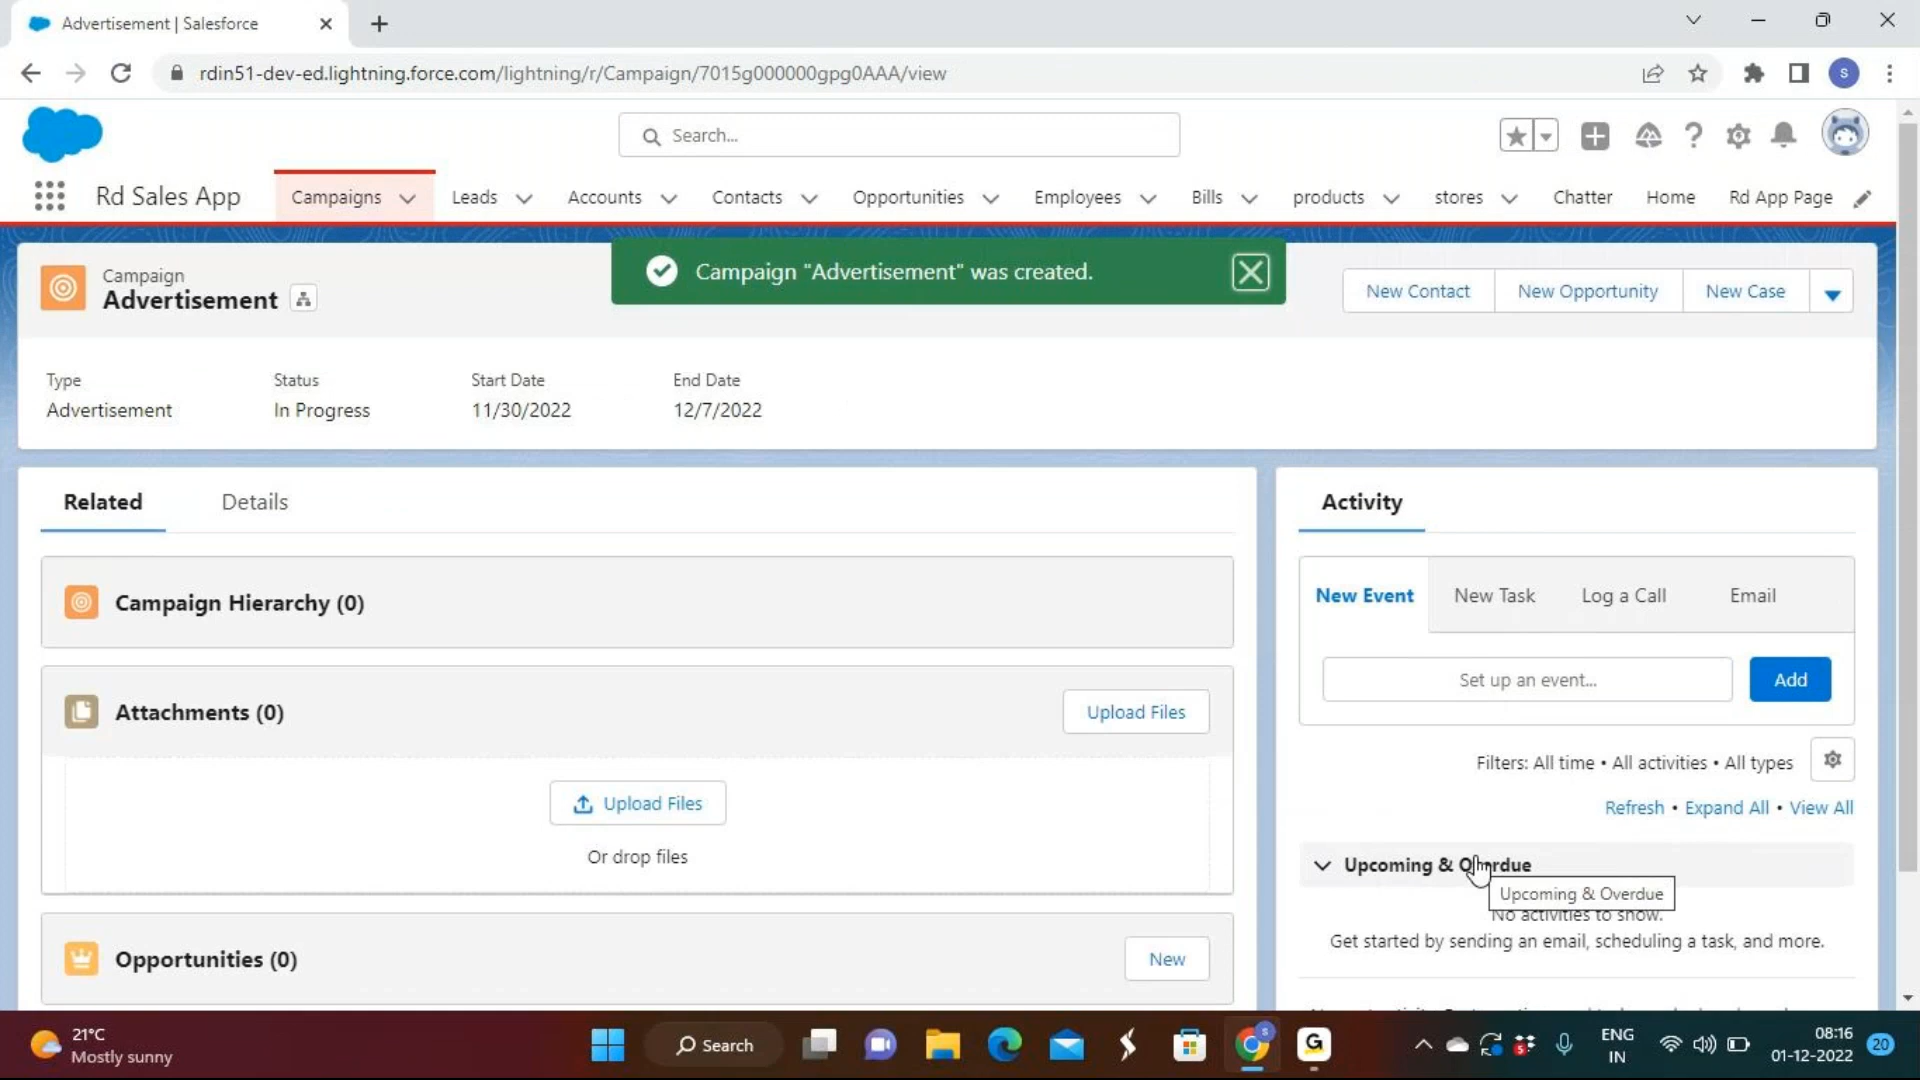 Advertisement | Salesforce
rdin51-dev-ed.lightning.force.com/lightning/r/Campaign/7015g000000gpg0AAA/view
S
Search...
Rd Sales App
Campaigns
Leads
Accounts
Contacts
Opportunities
Employees
Bills
products
stores
Chatter
Home
Rd App Page
Campaign
Advertisement
Campaign "Advertisement" was created.
New Contact
New Opportunity
New Case
Type
Status
Start Date
End Date
Advertisement
In Progress
11/30/2022
12/7/2022
Related
Details
Activity
Campaign Hierarchy (0)
New Event
New Task
Log a Call
Email
Set up an event...
Add
Attachments (0)
Upload Files
Upload Files
Or drop files
Filters: All time • All activities • All types
Refresh • Expand All • View All
Upcoming & Overdue
Upcoming & Overdue
No activities to show.
Get started by sending an email, scheduling a task, and more.
Opportunities (0)
New
21°C
Mostly sunny
Search
S
G
ENG
IN
08:16
01-12-2022
20